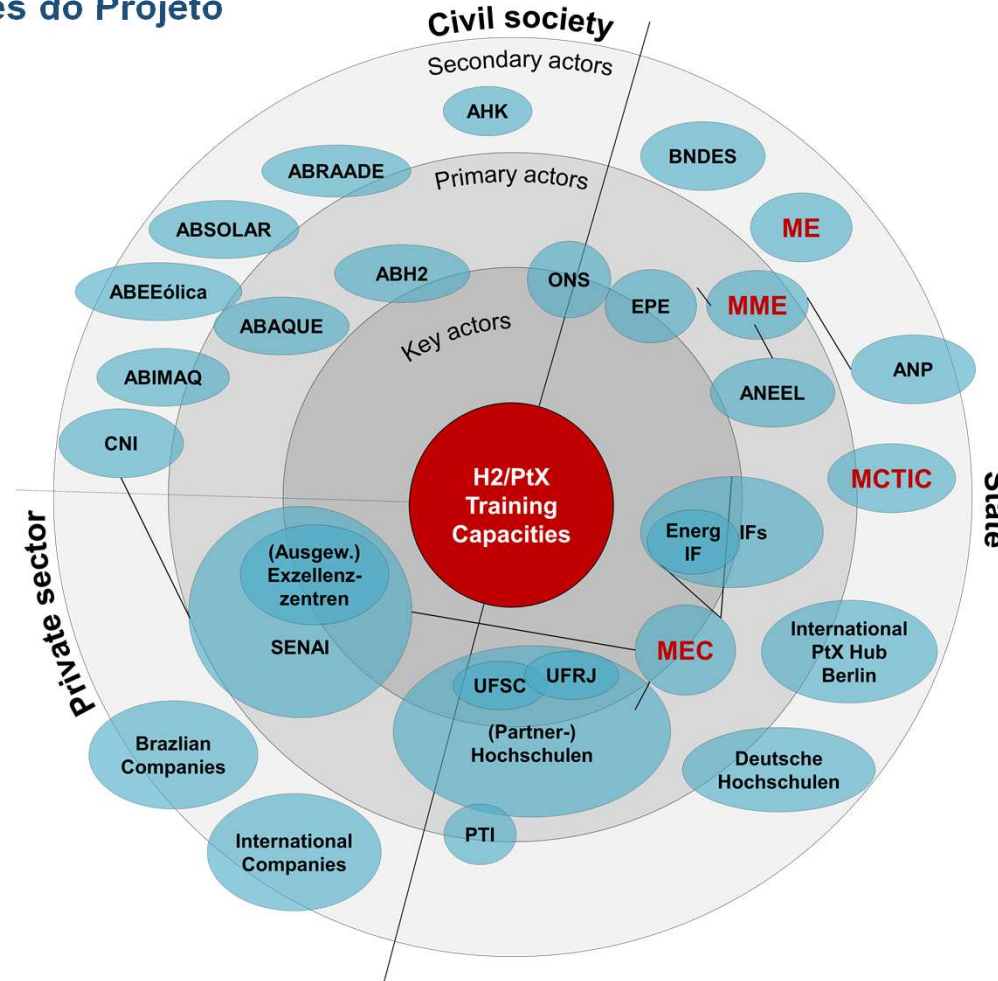 es do Projeto
Civil society
Secondary actors
AHK
BNDES
ABRAADE
Primary actors
ME
ABSOLAR
ABH2
ONS
EPE
MME
ABEEólica
ABAQUE
Key actors
ANP
ABIMAQ
ANEEL
CNI
H2/PtX
Training
Capacities
MCTIC
State
Energ
IF
IFs
Private sector
(Ausgew.)
Exzellenz-
zentren
SENAI
MEC
International
PtX Hub
Berlin
UFSC
UFRJ
(Partner-)
Hochschulen
Brazlian
Companies
Deutsche
Hochschulen
PTI
International
Companies